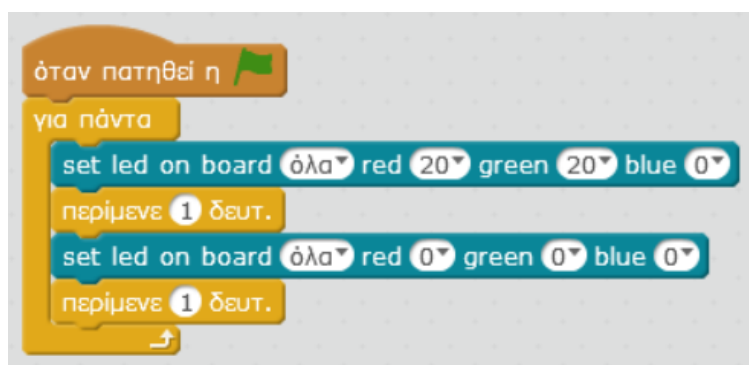 όταν πατηθεί η
για πάντα
set led on board όλα red 20 green 20 blue 0
περίμενε 1 δευτ.
set led on board όλα red 0 green 0 blue 0
περίμενε 1 δευτ.